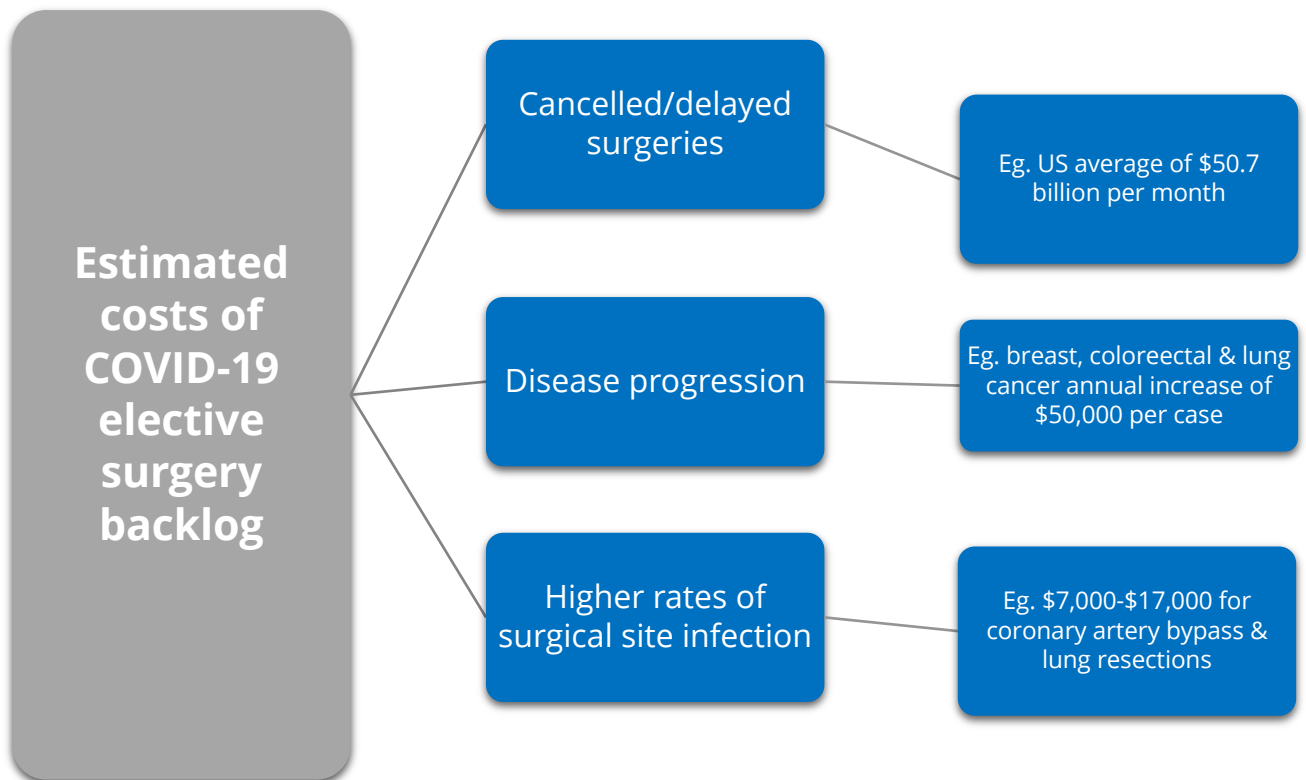 Estimated
costs of
COVID-19
elective
surgery
backlog
Cancelled/delayed
surgeries
Eg. US average of $50.7
billion per month
Disease progression
Eg. breast, coloreectal & lung
cancer annual increase of
$50,000 per case
Higher rates of
surgical site infection
Eg. $7,000-$17,000 for
coronary artery bypass &
lung resections